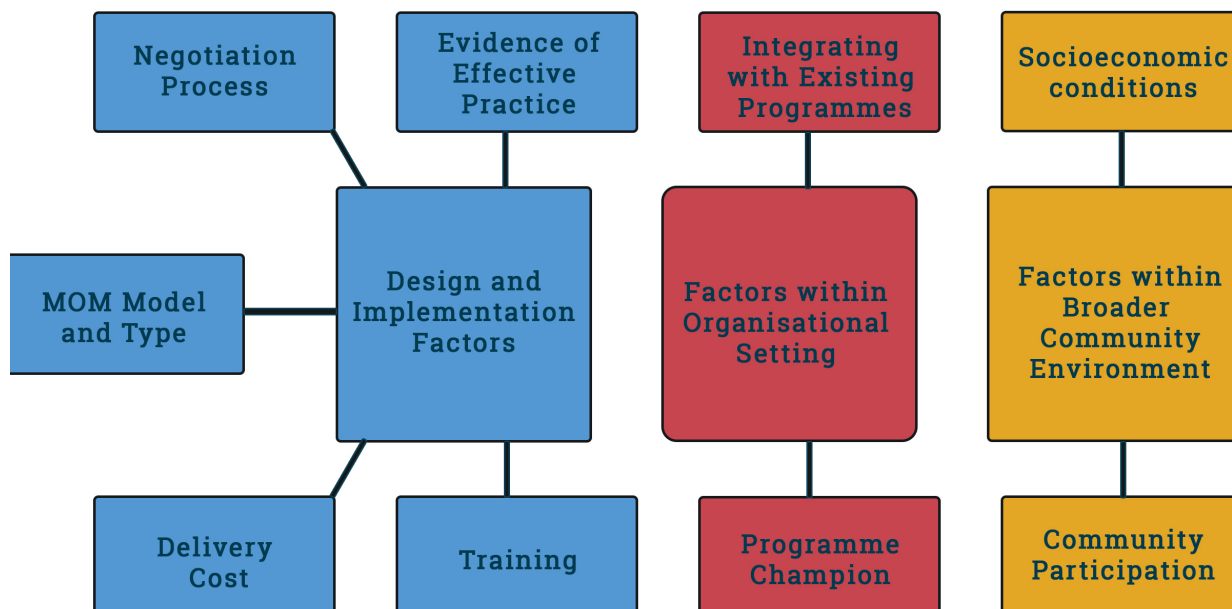 Negotiation
Process
Evidence of
Effective
Practice
Integrating
with Existing
Programmes
Socioeconomic
conditions
MOM Model
and Type
Design and
Implementation
Factors
Factors within
Organisational
Setting
Factors within
Broader
Community
Environment
Delivery
Cost
Training
Programme
Champion
Community
Participation